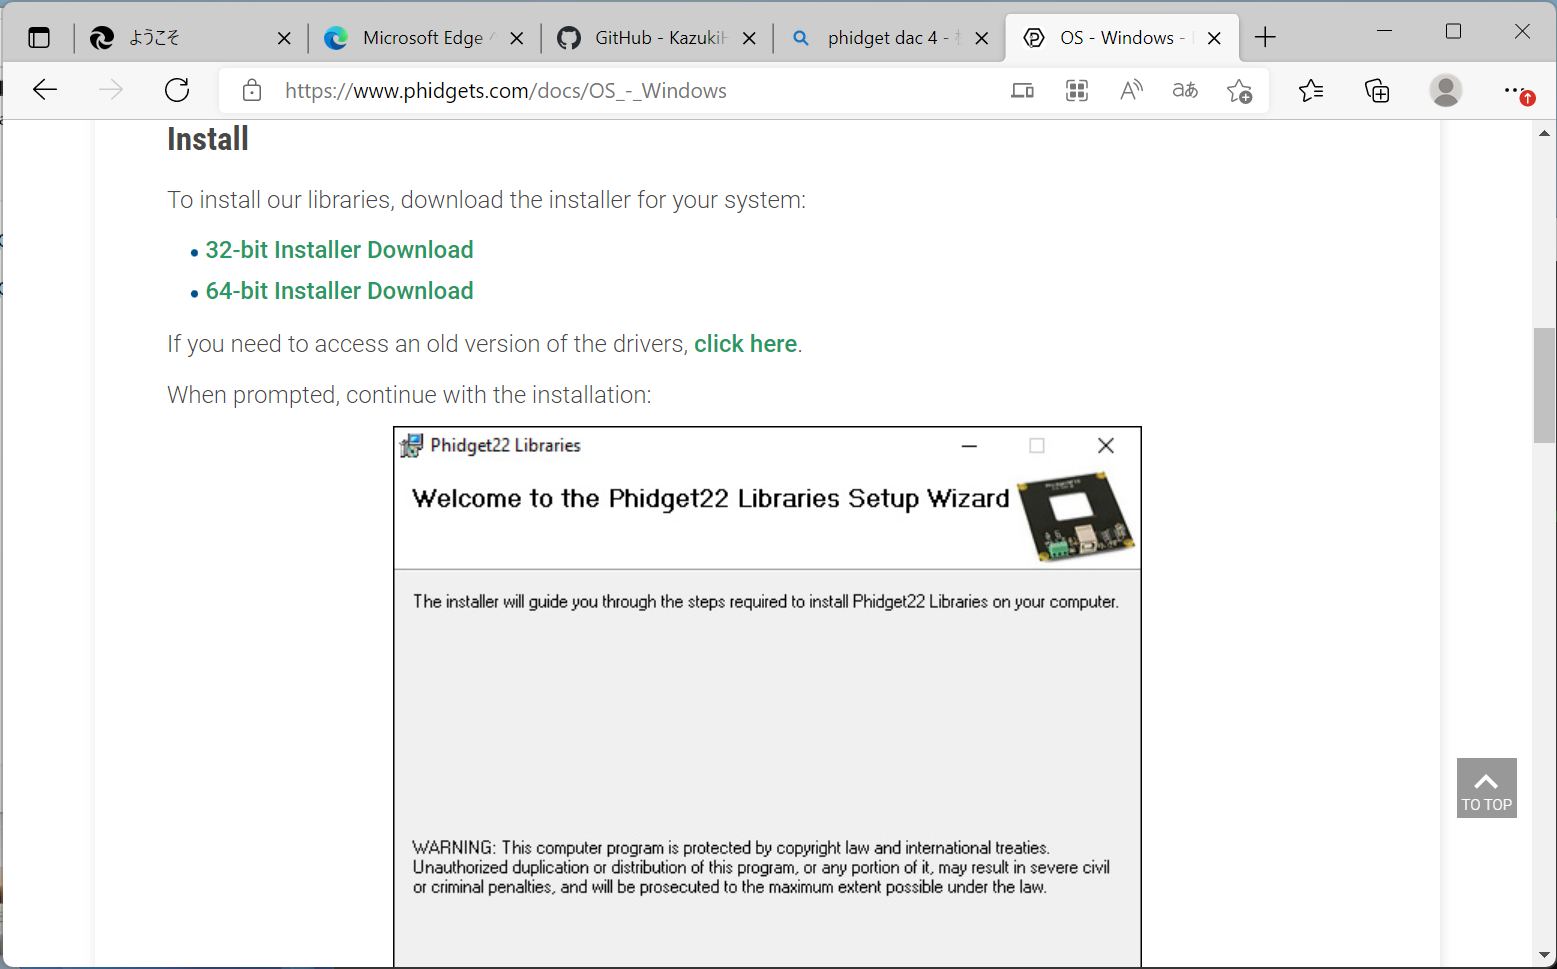 ようこそ
Microsoft Edge
GitHub - Kazuki
phidget dac 4 -
OS - Windows -
https://www.phidgets.com/docs/OS_-_Windows
aあ
Install
To install our libraries, download the installer for your system:
32-bit Installer Download
64-bit Installer Download
If you need to access an old version of the drivers, click here.
When prompted, continue with the installation:
Phidget22 Libraries
Welcome to the Phidget22 Libraries Setup Wizard
The installer will guide you through the steps required to install Phidget22 Libraries on your computer.
WARNING: This computer program is protected by copyright law and international treaties.
Unauthorized duplication or distribution of this program, or any portion of it, may result in severe civil
or criminal penalties, and will be prosecuted to the maximum extent possible under the law.
TO TOP